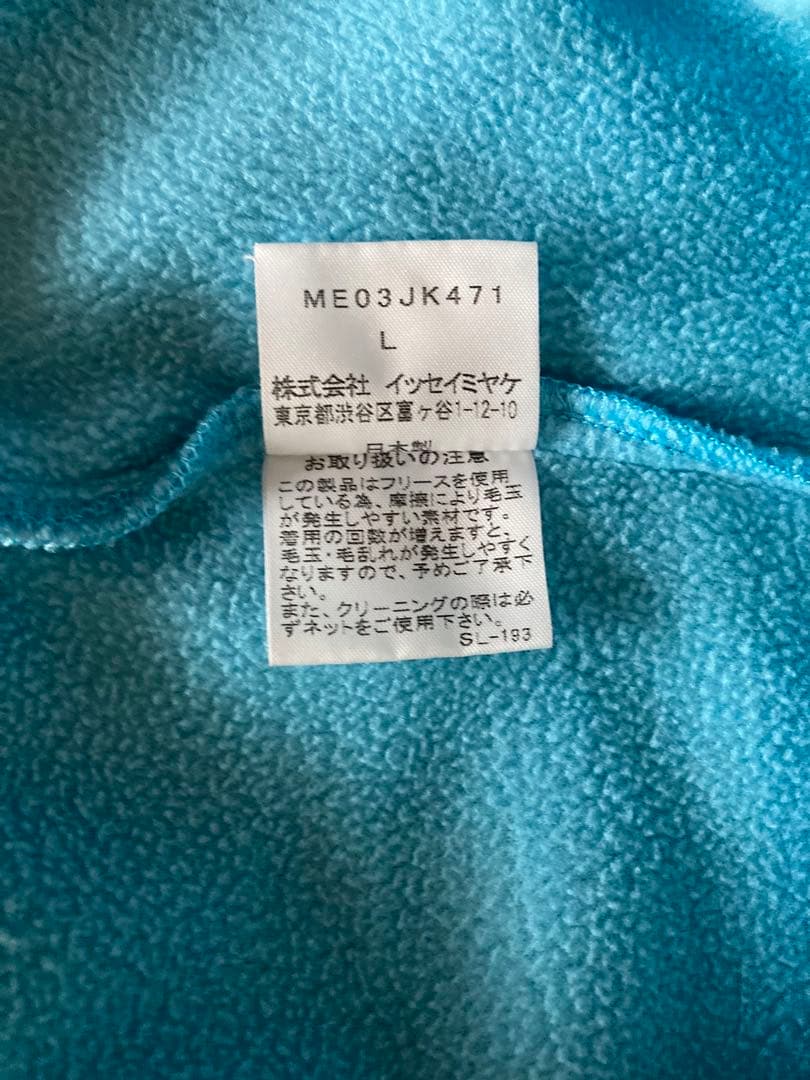 ME03JK471
L
株式会社 イッセイミヤケ
東京都渋谷区富ヶ谷1-12-10
日本製
お取り扱いの注意
この製品はフリースを使用
している為、摩擦により毛玉
が発生しやすい素材です。
着用の回数が増えますと、
毛玉・毛乱れが発生しやすく
なりますので、予めご了承下
さい。
また、クリーニングの際は必
ずネットをご使用下さい。
SL-193